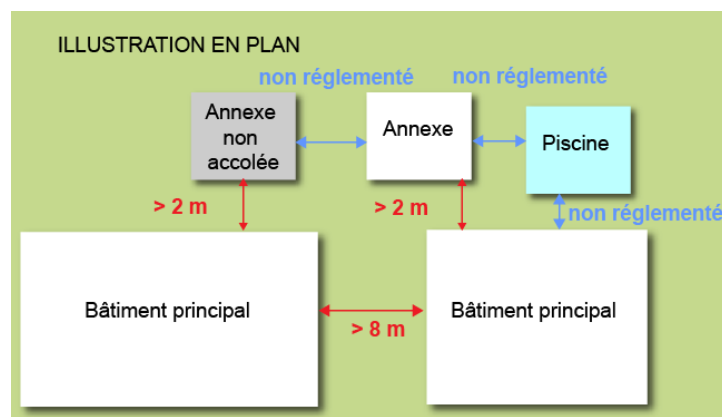 ILLUSTRATION EN PLAN
non réglementé
non réglementé
Annexe
non
accolée
Annexe
Piscine
> 2 m
> 2 m
non réglementé
Bâtiment principal
Bâtiment principal
> 8 m